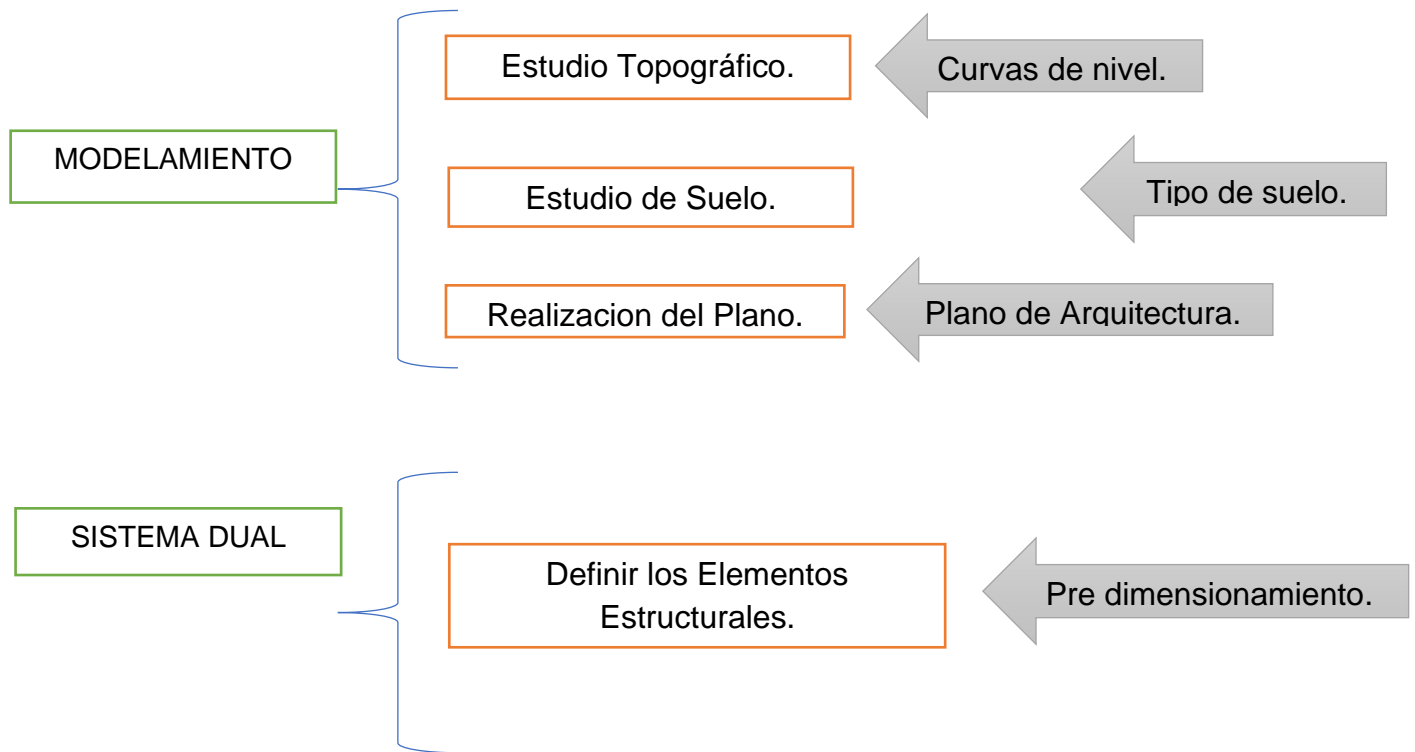 Estudio Topográfico.
Curvas de nivel.
MODELAMIENTO
Estudio de Suelo.
Tipo de suelo.
Realizacion del Plano.
Plano de Arquitectura.
SISTEMA DUAL
Definir los Elementos
Estructurales.
Pre dimensionamiento.